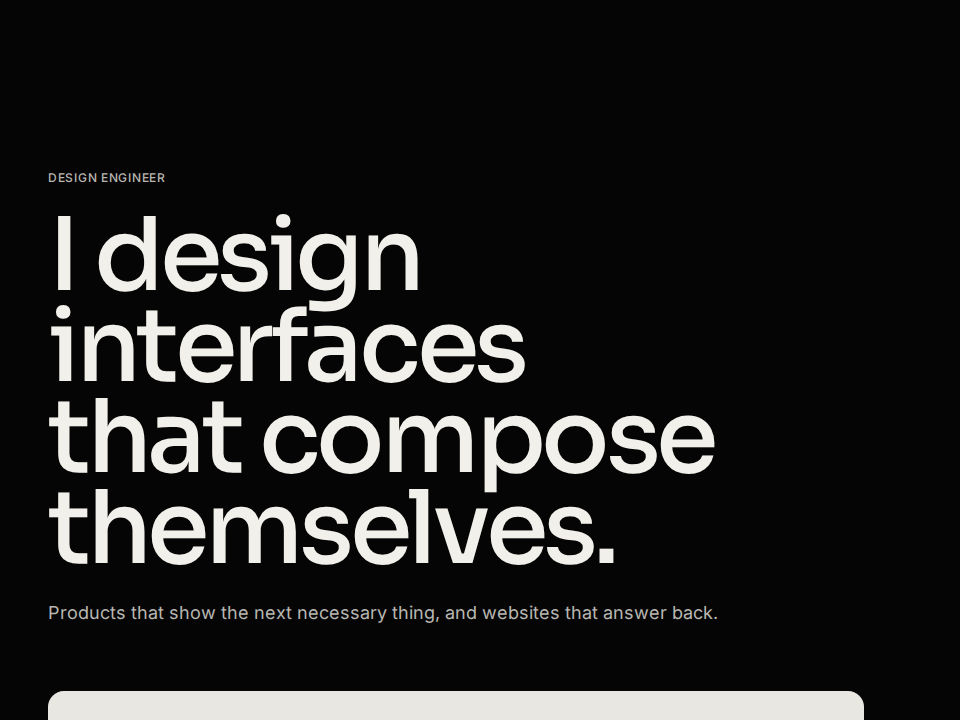 DESIGN ENGINEER
I design
interfaces
that compose
themselves.
Products that show the next necessary thing, and websites that answer back.